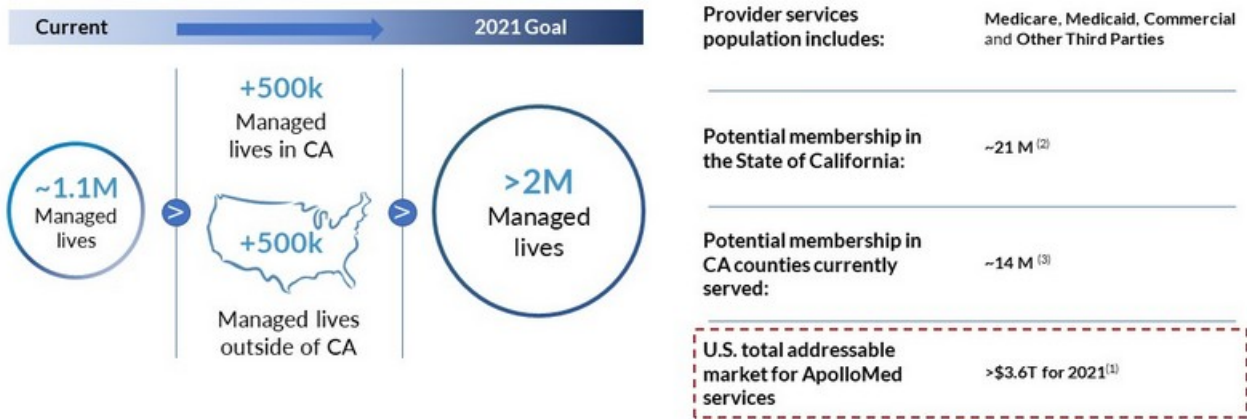 Current
2021 Goal
~1.1M
Managed
lives
>
+500k
Managed
lives in CA
+500k
Managed lives
outside of CA
>
>2M
Managed
lives
Provider services
population includes:
Medicare, Medicaid, Commercial
and Other Third Parties
Potential membership in
the State of California:
~21 M (2)
Potential membership in
CA counties currently
served:
~14 M (3)
U.S. total addressable
market for ApolloMed
services
>$3.6T for 2021(1)